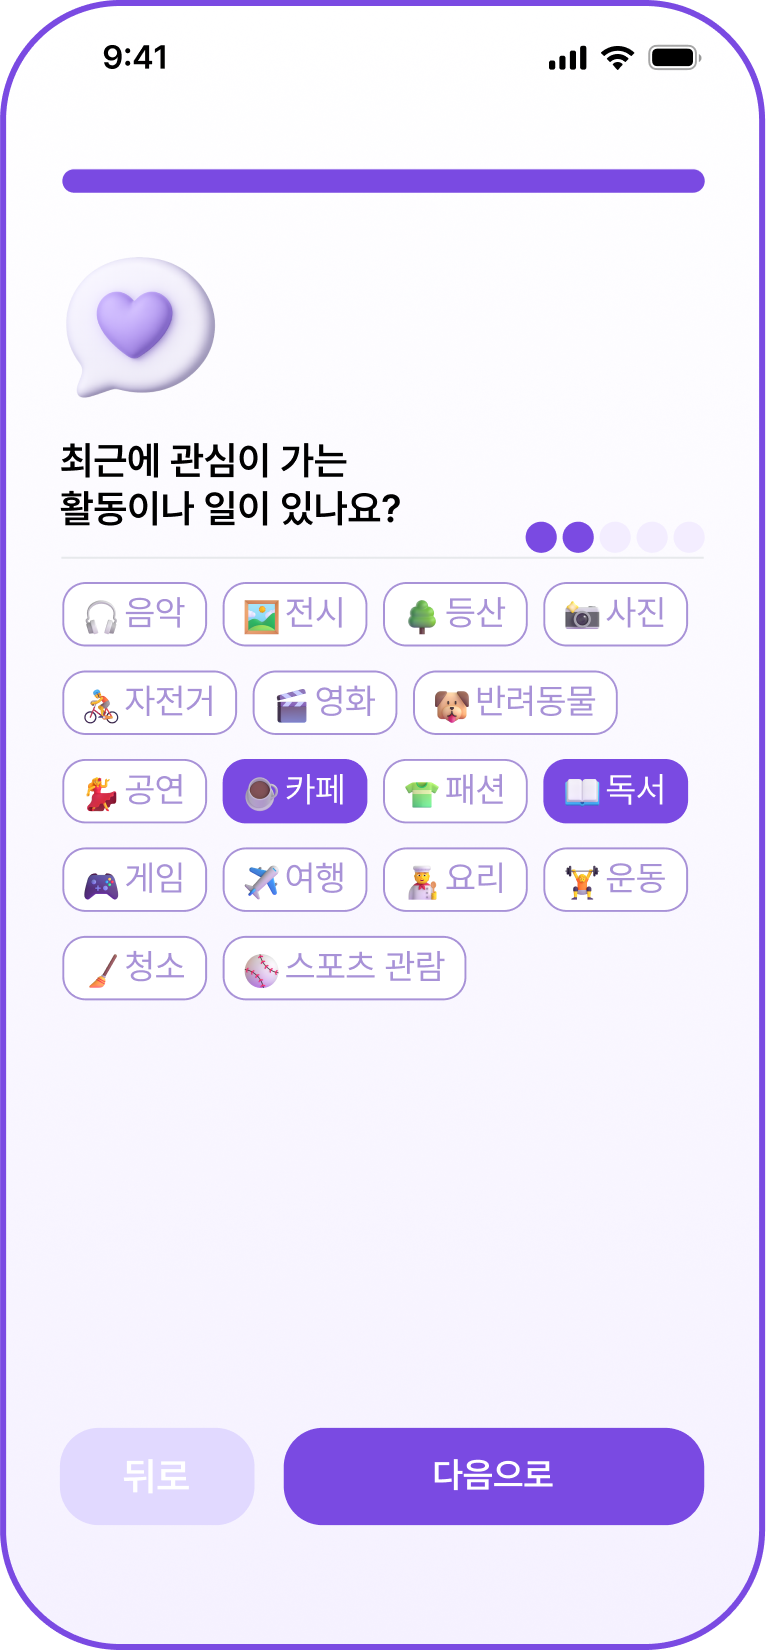 9:41
최근에 관심이 가는
활동이나 일이 있나요?
음악 전시 등산 사진
자전거 영화 반려동물
공연 카페 패션 독서
게임 여행 요리 운동
청소 스포츠 관람
뒤로 다음으로